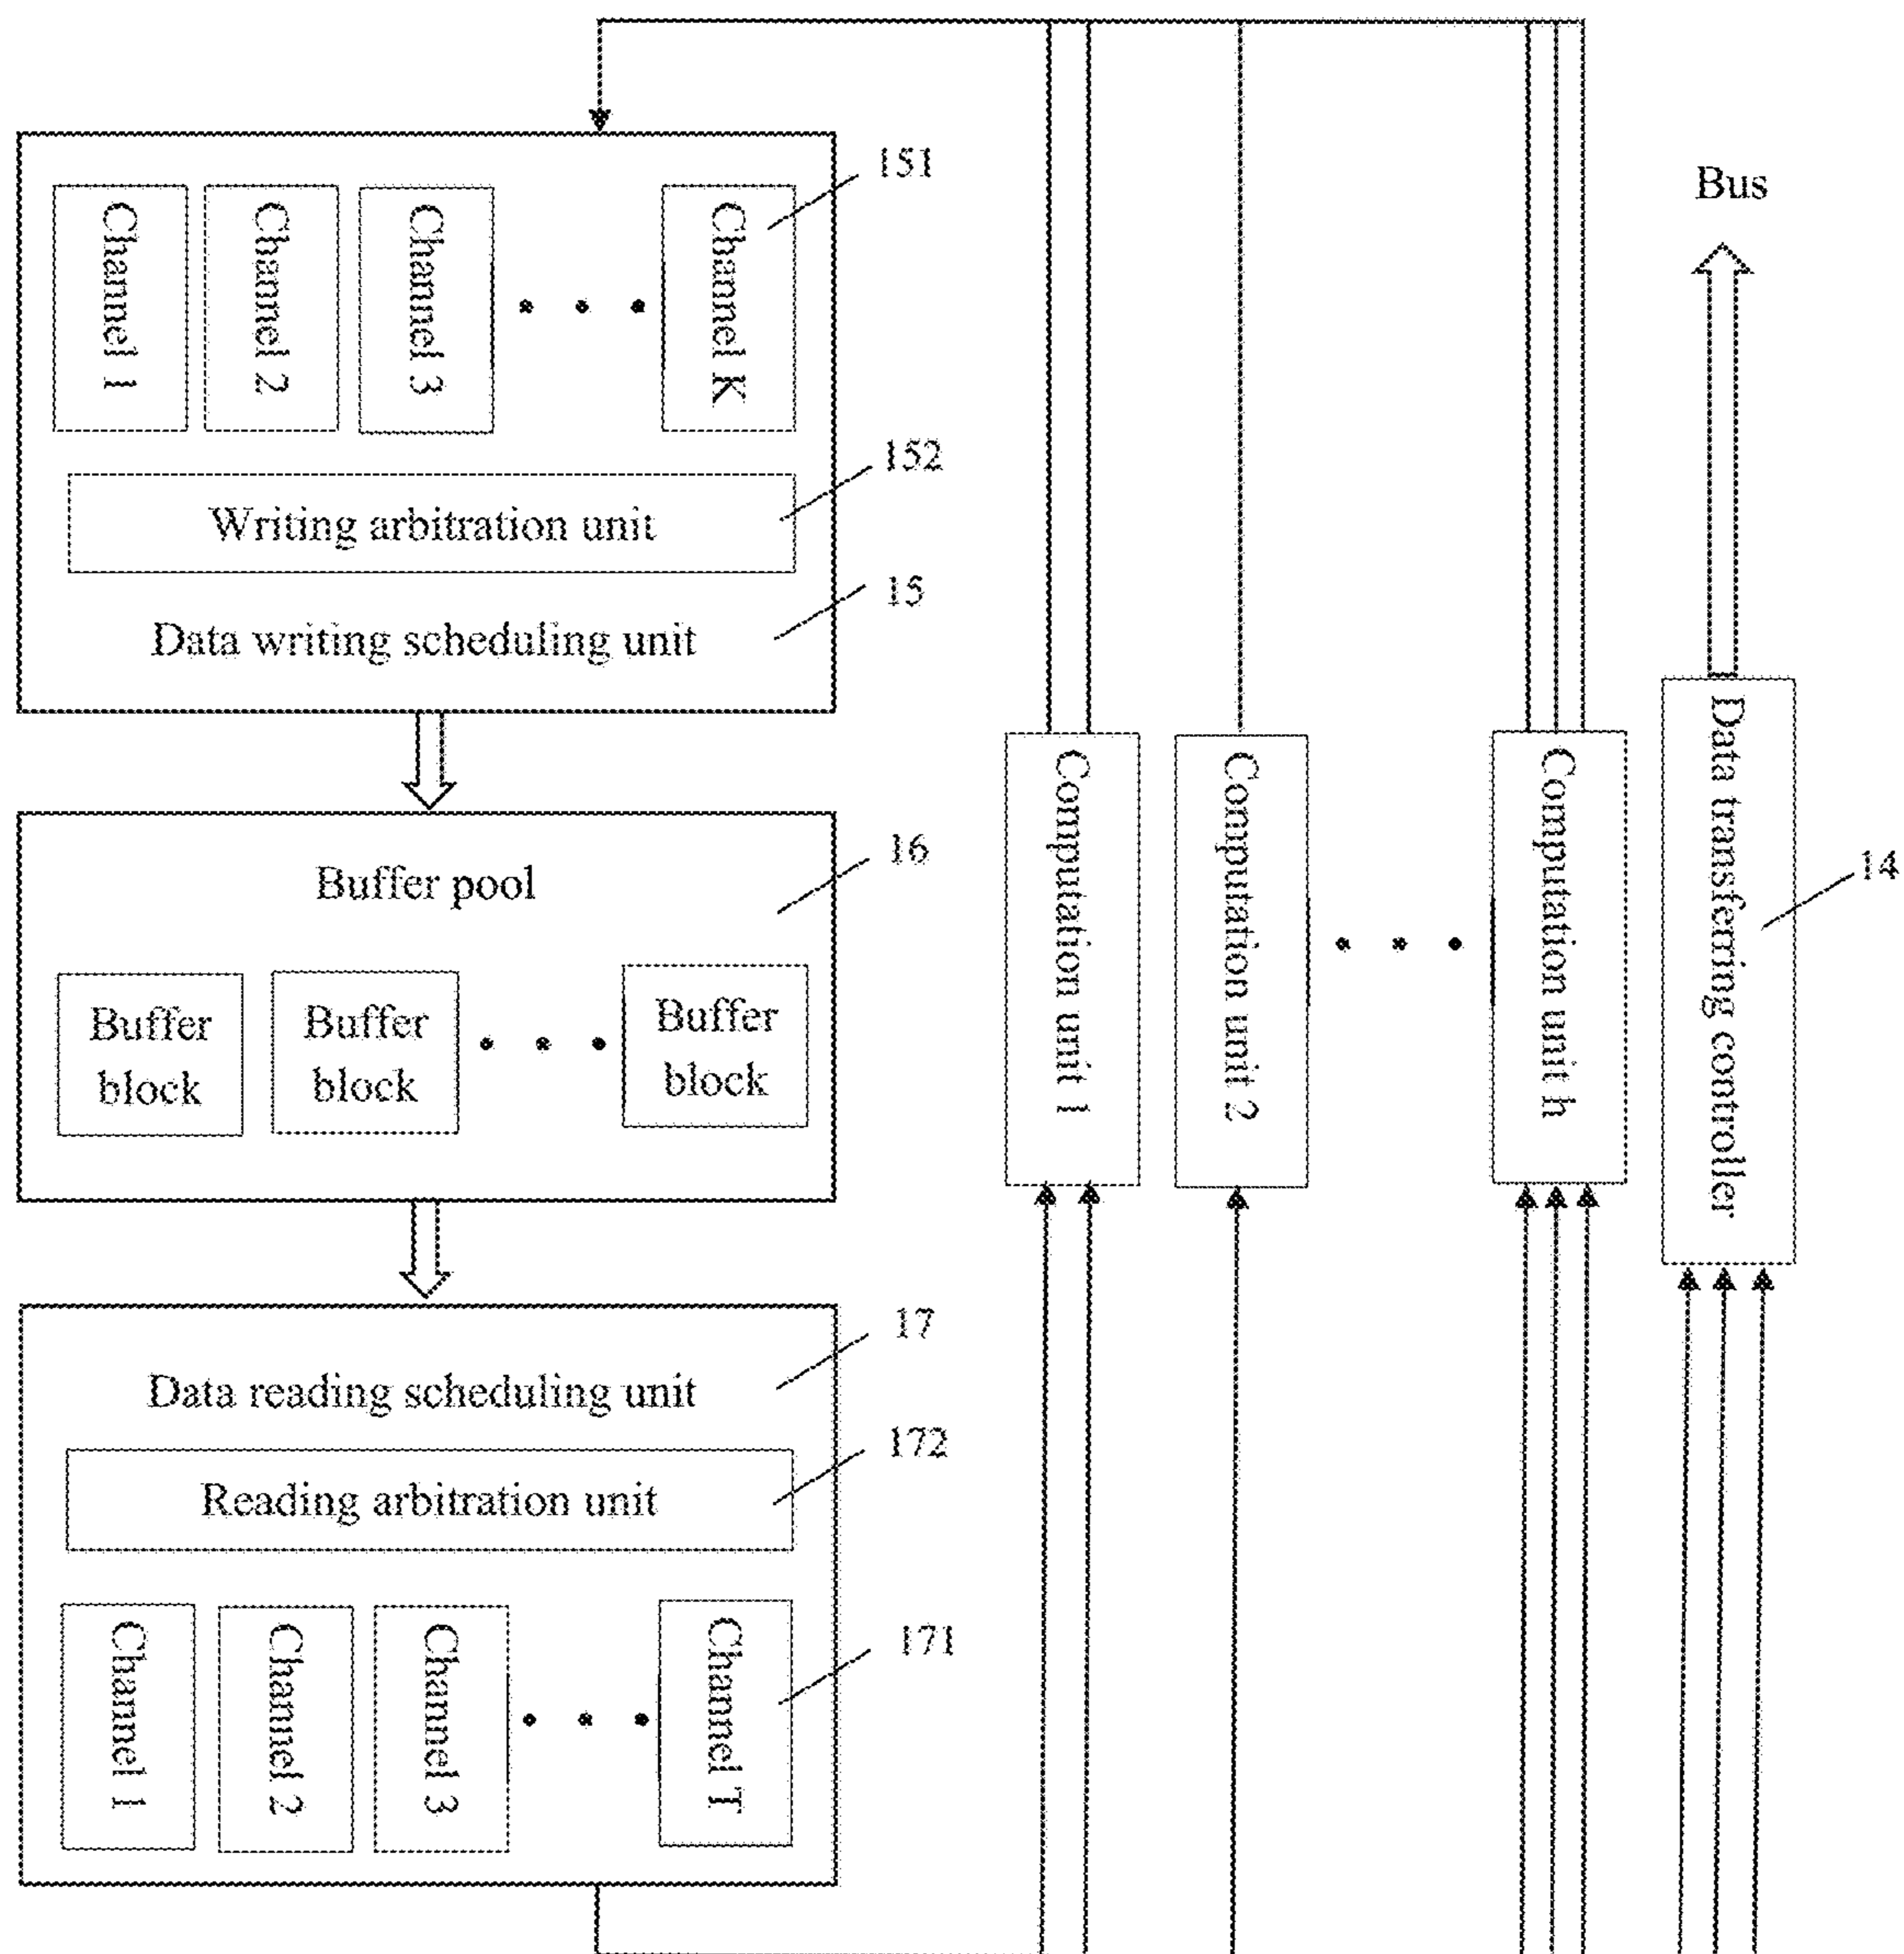 151
Bus
Channel 1
Channel 2
Channel 3
Channel K
152
Writing arbitration unit
15
Data writing scheduling unit
16
Buffer pool
Buffer
block
Buffer
block
Buffer
block
Computation unit 1
Computation unit 2
Computation unit h
Data transferring controller
14
17
Data reading scheduling unit
172
Reading arbitration unit
171
Channel 1
Channel 2
Channel 3
Channel T